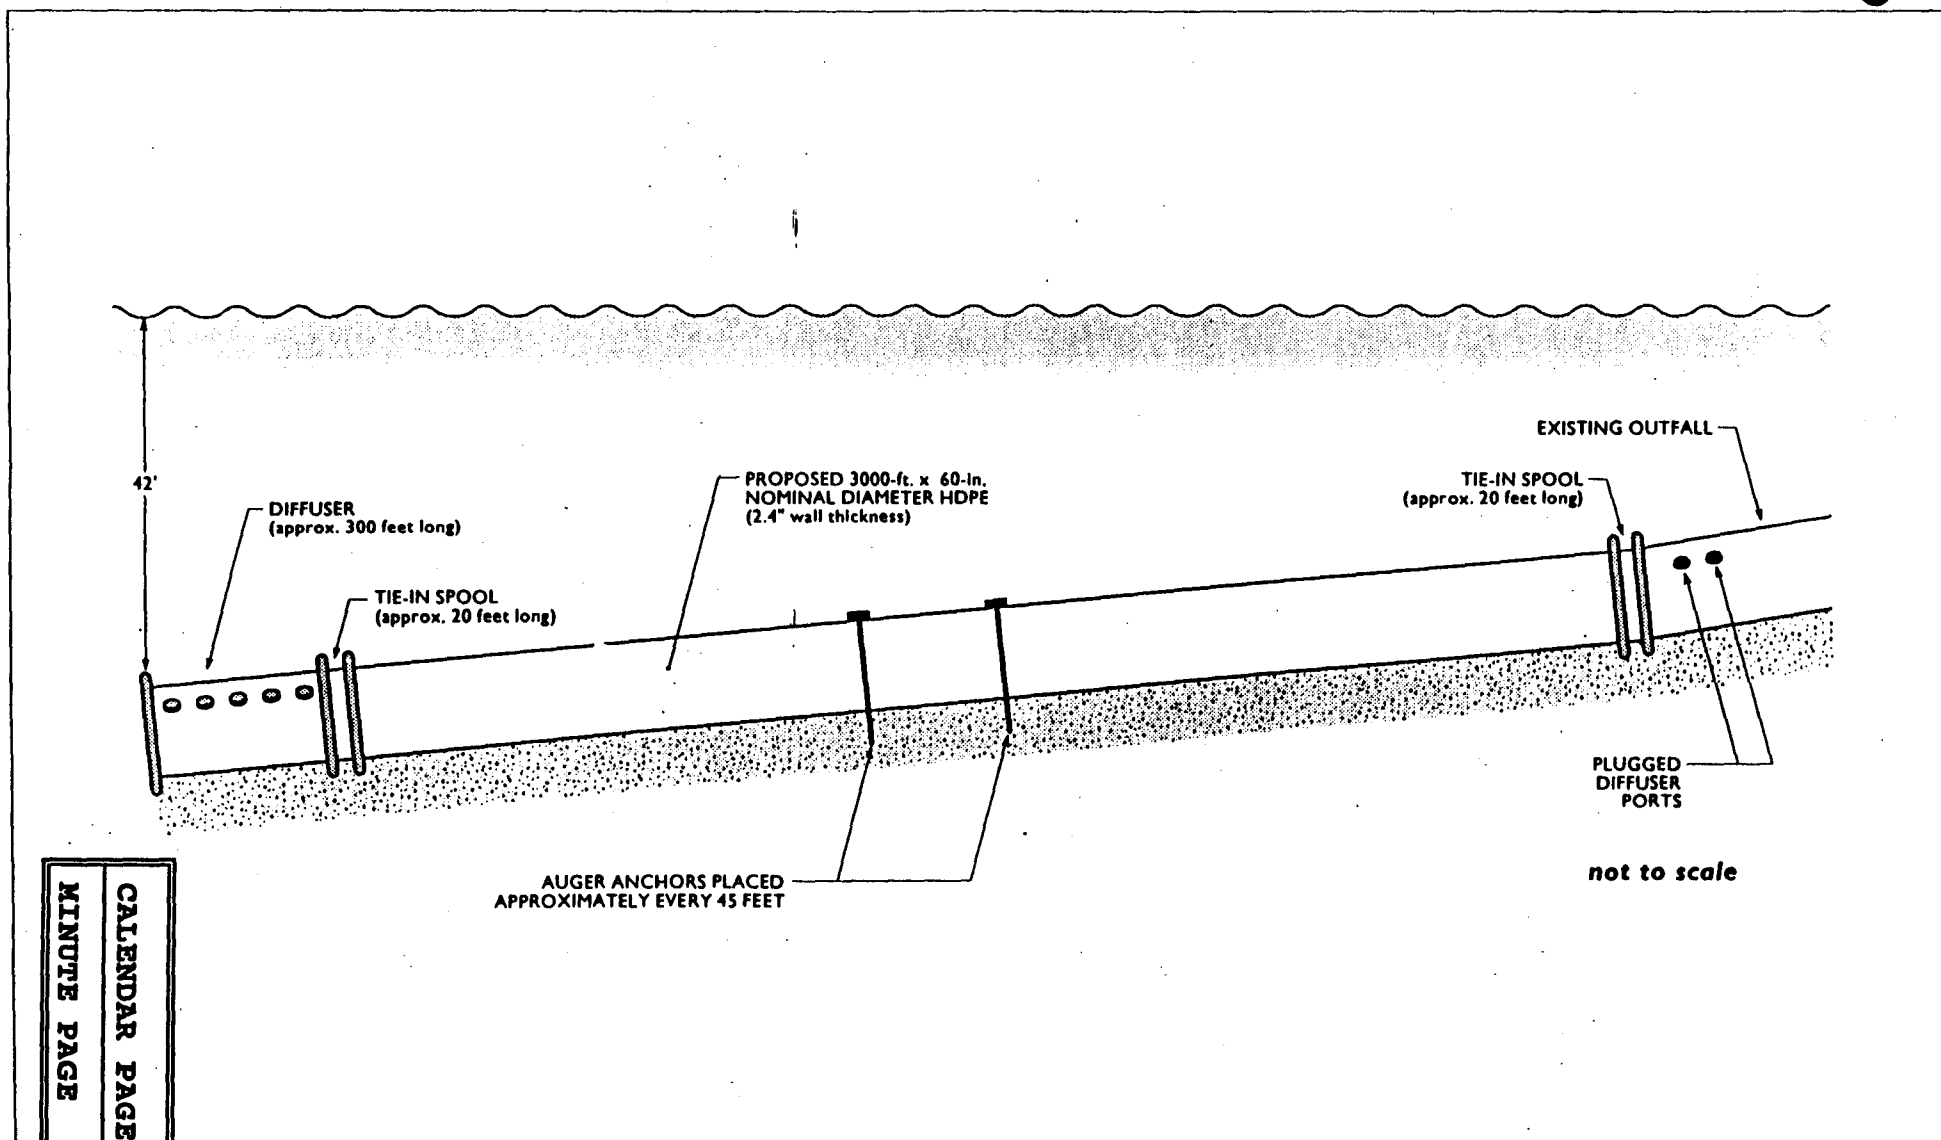 EXISTING OUTFALL
TIE-IN SPOOL
(approx. 20 feet long)
PROPOSED 3000-ft. x 60-in.
NOMINAL DIAMETER HDPE
(2.4" wall thickness)
42'
DIFFUSER
(approx. 300 feet long)
TIE-IN SPOOL
(approx. 20 feet long)
PLUGGED
DIFFUSER
PORTS
AUGER ANCHORS PLACED
APPROXIMATELY EVERY 45 FEET
not to scale
CALENDAR PAGE
MINUTE PAGE